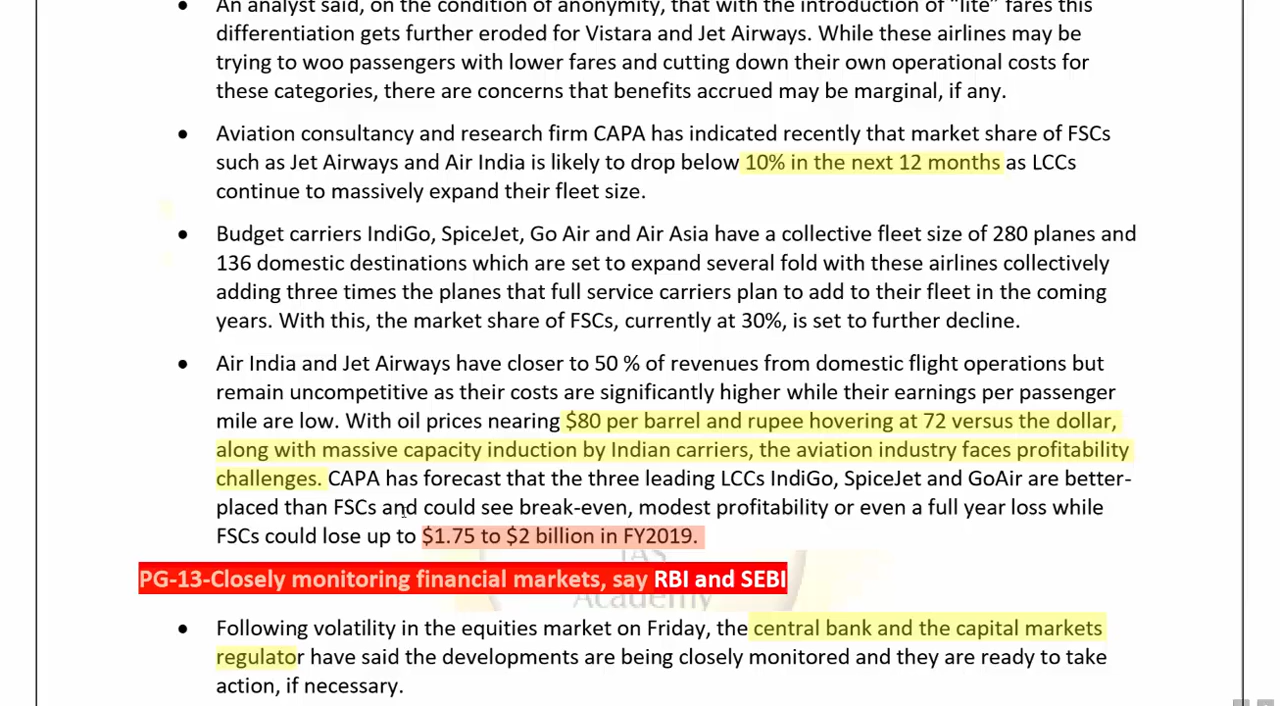 • An analyst said, on the condition of anonymity, that with the introduction of "lite" fares this
differentiation gets further eroded for Vistara and Jet Airways. While these airlines may be
trying to woo passengers with lower fares and cutting down their own operational costs for
these categories, there are concerns that benefits accrued may be marginal, if any.
• Aviation consultancy and research firm CAPA has indicated recently that market share of FSCs
such as Jet Airways and Air India is likely to drop below 10% in the next 12 months as LCCs
continue to massively expand their fleet size.
• Budget carriers IndiGo, SpiceJet, Go Air and Air Asia have a collective fleet size of 280 planes and
136 domestic destinations which are set to expand several fold with these airlines collectively
adding three times the planes that full service carriers plan to add to their fleet in the coming
years. With this, the market share of FSCs, currently at 30%, is set to further decline.
• Air India and Jet Airways have closer to 50 % of revenues from domestic flight operations but
remain uncompetitive as their costs are significantly higher while their earnings per passenger
mile are low. With oil prices nearing $80 per barrel and rupee hovering at 72 versus the dollar,
along with massive capacity induction by Indian carriers, the aviation industry faces profitability
challenges. CAPA has forecast that the three leading LCCs IndiGo, SpiceJet and GoAir are better-
placed than FSCs and could see break-even, modest profitability or even a full year loss while
FSCs could lose up to $1.75 to $2 billion in FY2019.
IAS
PG-13-Closely monitoring financial markets, say RBI and SEBI
Academy
• Following volatility in the equities market on Friday, the central bank and the capital markets
regulator have said the developments are being closely monitored and they are ready to take
action, if necessary.